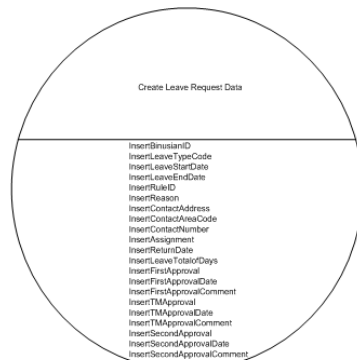 Create Leave Request Data
InsertBinusianID
InsertLeaveTypeCode
InsertLeaveStartDate
InsertLeaveEndDate
InsertRuleID
InsertReason
InsertContactAddress
InsertContactAreaCode
InsertContactNumber
InsertAssignment
InsertReturnDate
InsertLeaveTotalofDays
InsertFirstApproval
InsertFirstApprovalDate
InsertFirstApprovalComment
InsertTMApproval
InsertTMApprovalDate
InsertTMApprovalComment
InsertSecondApproval
InsertSecondApprovalDate
InsertSecondApprovalComment